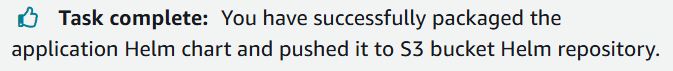 Task complete: You have successfully packaged the
application Helm chart and pushed it to S3 bucket Helm repository.